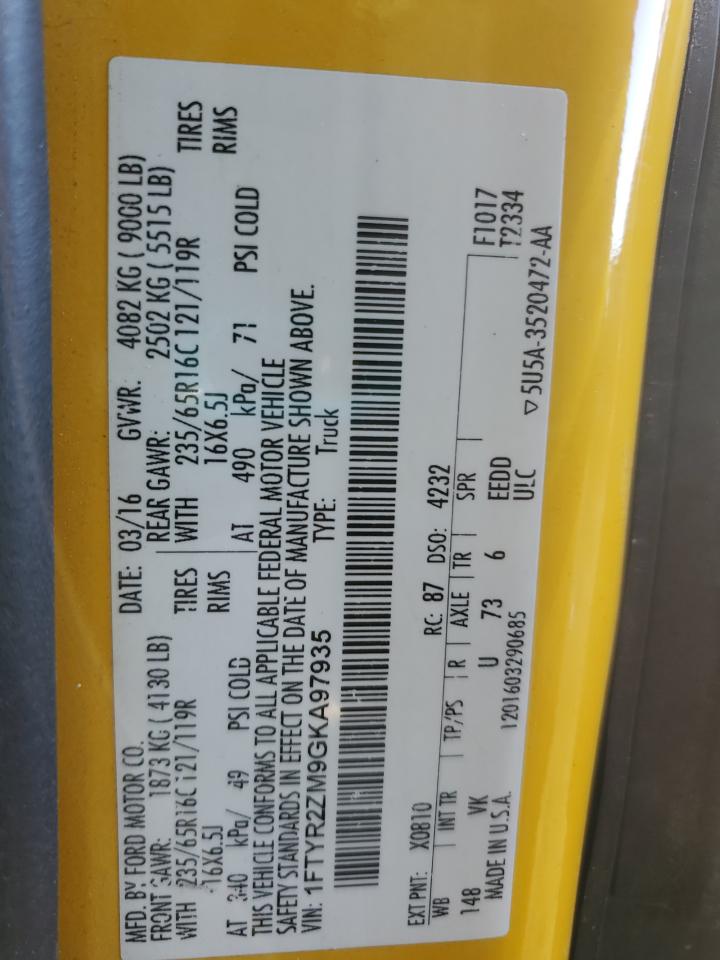 MFD. BY FORD MOTOR CO. DATE: 03/16 GVWR: 4082 KG ( 9000 LB)
FRONT GAWR: 1873 KG ( 4130 LB) REAR GAWR: 2502 KG ( 5515 LB)
WITH 235/65R16C 121/119R TIRES WITH 235/65R16C 121/119R TIRES
16X6.5J RIMS 16X6.5J RIMS
AT 340 kPa/ 49 PSI COLD AT 490 kPa/ 71 PSI COLD
THIS VEHICLE CONFORMS TO ALL APPLICABLE FEDERAL MOTOR VEHICLE
SAFETY STANDARDS IN EFFECT ON THE DATE OF MANUFACTURE SHOWN ABOVE.
VIN: 1FTYR2ZM9GKA97935 TYPE: Truck
EXT PNT: X0810 RC: 87 DSO: 4232 F1017
WB INT TR TP/PS R AXLE TR SPR T2334
148 VK U 73 6 EEDD
MADE IN U.S.A. 1201603290685 ULC ▽5U5A-3520472-AA